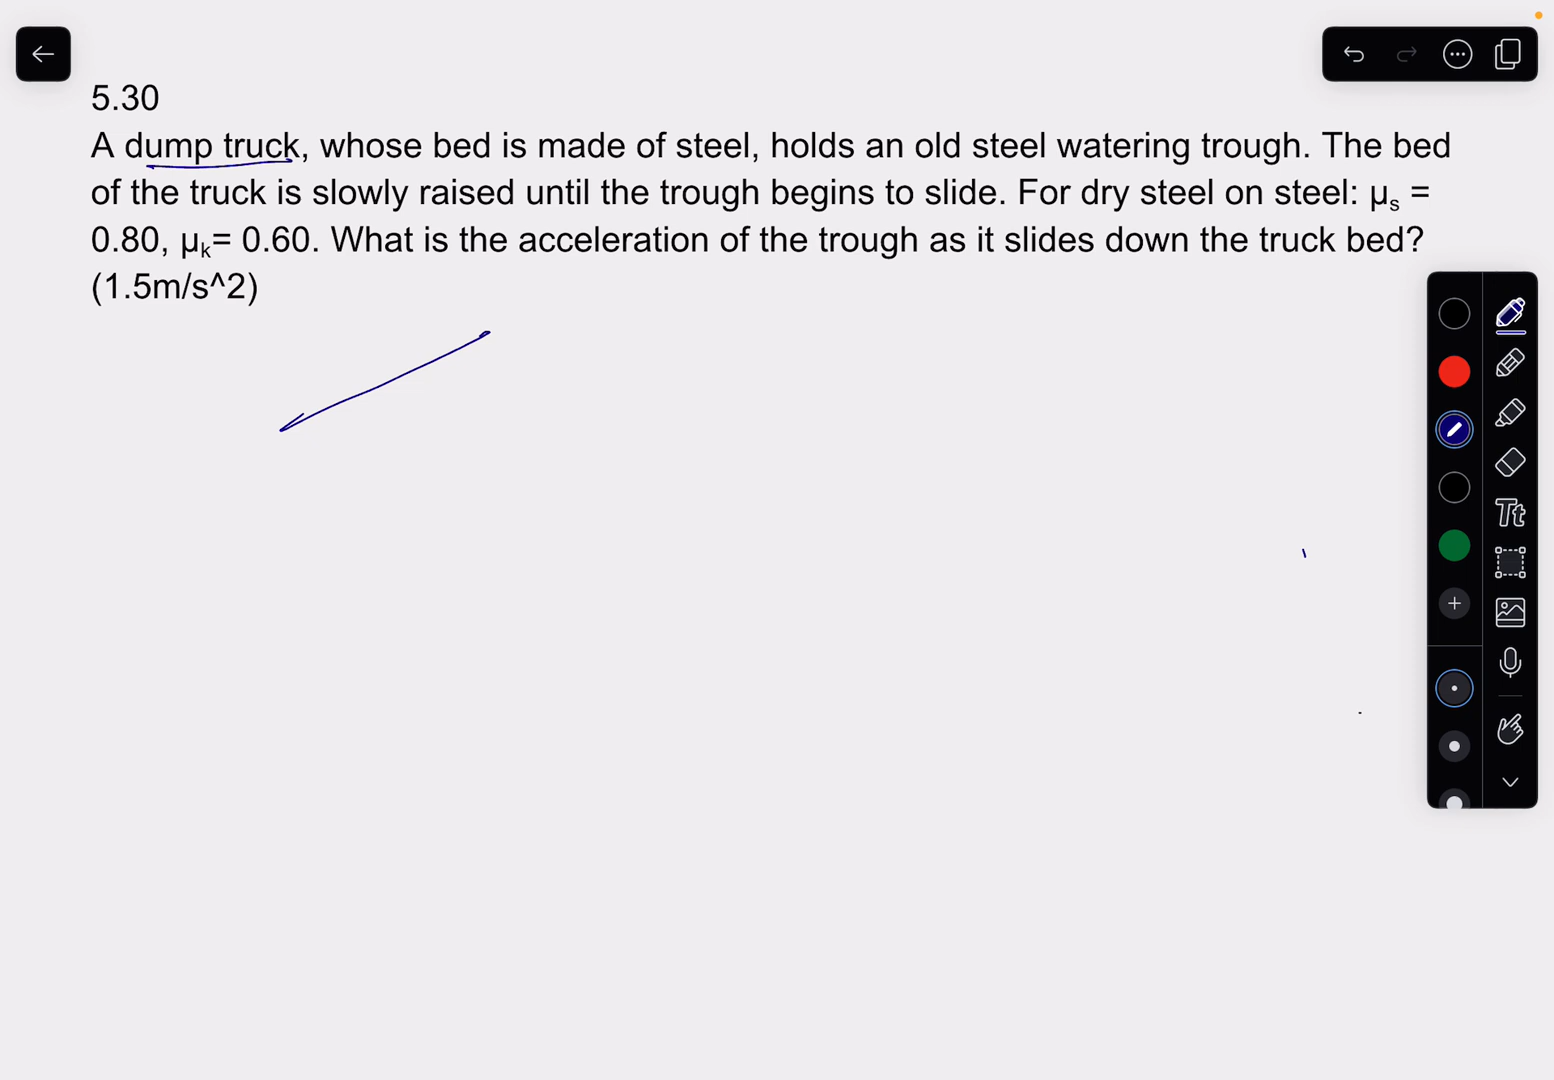 5.30
A dump truck, whose bed is made of steel, holds an old steel watering trough. The bed
of the truck is slowly raised until the trough begins to slide. For dry steel on steel: μₛ =
0.80, μₖ= 0.60. What is the acceleration of the trough as it slides down the truck bed?
(1.5m/s^2)
Tt